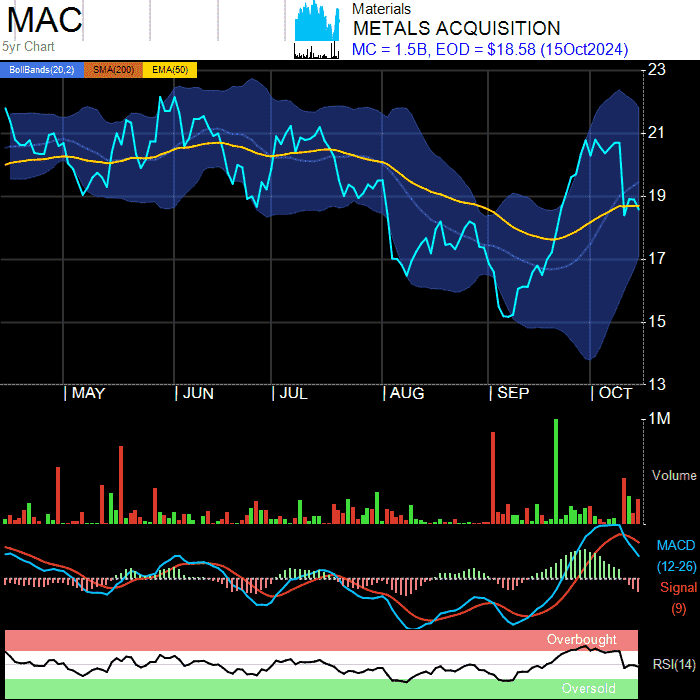 MAC
5yr Chart
Materials
METALS ACQUISITION
MC = 1.5B, EOD = $18.58 (15Oct2024)
BollBands(20,2) SMA(200) EMA(50)
23
21
19
17
15
13
MAY JUN JUL AUG SEP OCT
1M
Volume
MACD
(12-26)
Signal
(9)
Overbought
RSI(14)
Oversold